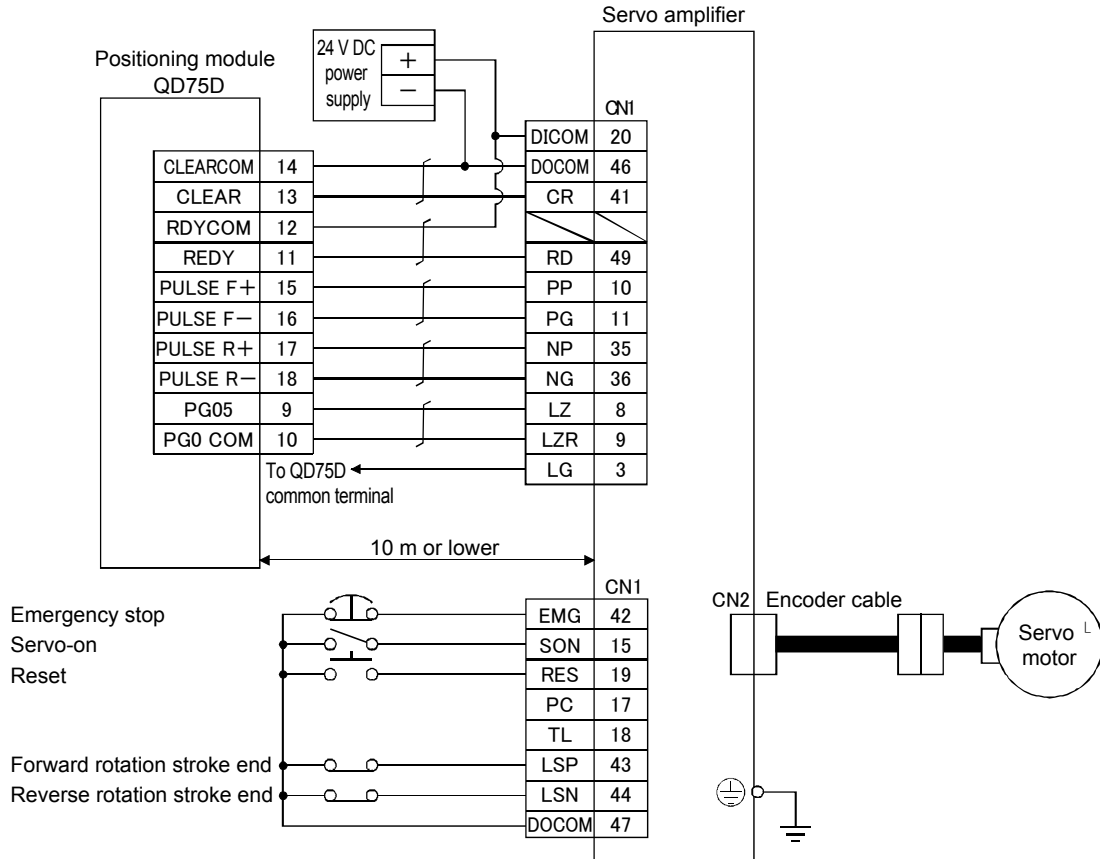 Servo amplifier
Positioning module
QD75D
24 V DC
power
supply
+
−
CN1
DICOM 20
CLEARCOM 14 DOCOM 46
CLEAR 13 CR 41
RDYCOM 12
REDY 11 RD 49
PULSE F+ 15 PP 10
PULSE F− 16 PG 11
PULSE R+ 17 NP 35
PULSE R− 18 NG 36
PG05 9 LZ 8
PG0 COM 10 LZR 9
To QD75D LG 3
common terminal
10 m or lower
CN1
Emergency stop EMG 42
Servo-on SON 15
Reset RES 19
PC 17
TL 18
Forward rotation stroke end LSP 43
Reverse rotation stroke end LSN 44
DOCOM 47
CN2 Encoder cable
Servo
motor